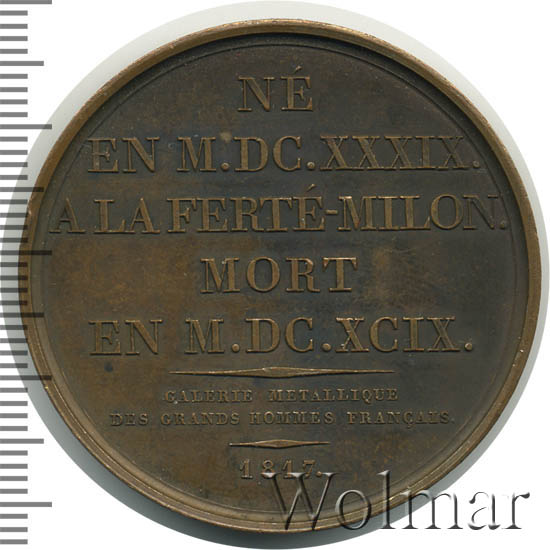 NÉ
EN M.DC.XXXIX.
A LA FERTÉ-MILON.
MORT
EN M.DC.XCIX.
GALERIE METALLIQUE
DES GRANDS HOMMES FRANÇAIS.
1817.
Wolmar